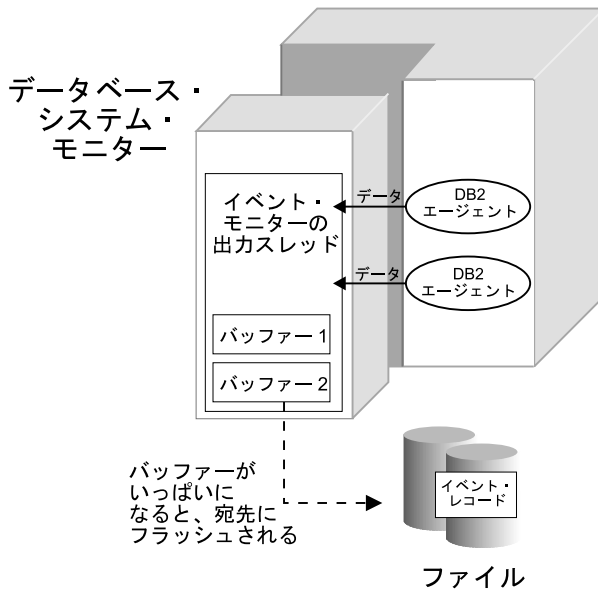 データベース・
システム・
モニター
イベント・
モニターの
出力スレッド
データ
DB2
エージェント
データ
DB2
エージェント
バッファー 1
バッファー 2
バッファーが
いっぱいに
なると、宛先に
フラッシュされる
イベント・
レコード
ファイル